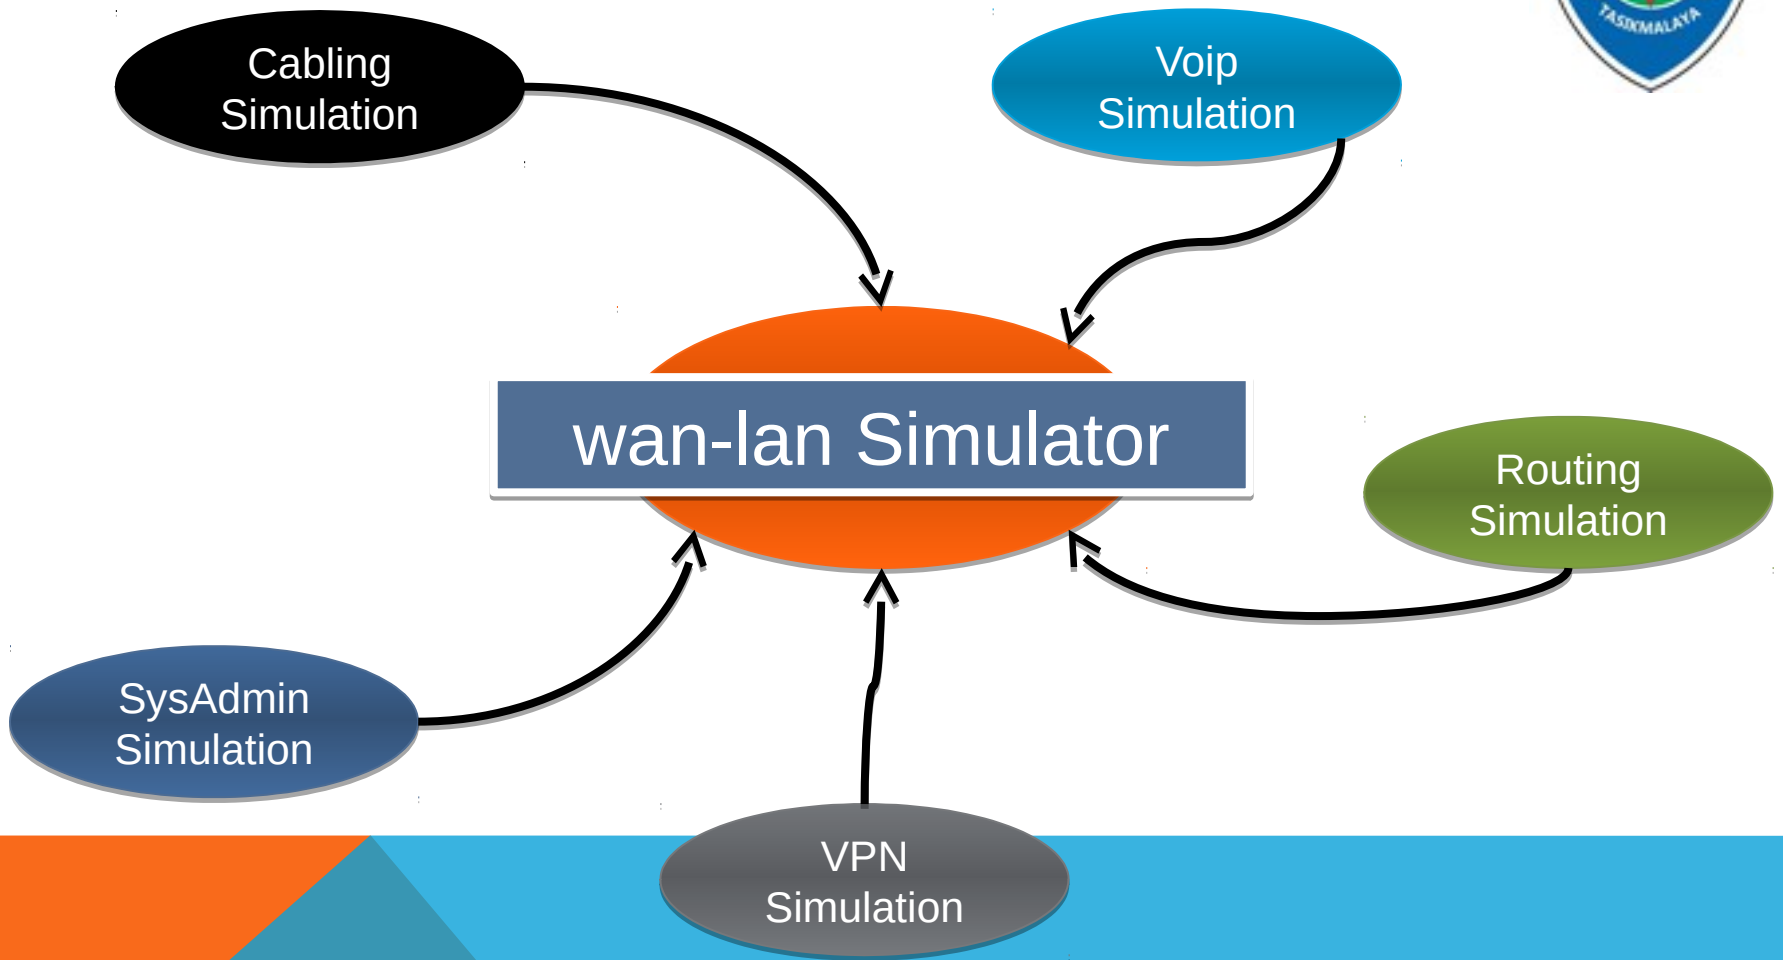 TASIKMALAYA
Cabling
Simulation
Voip
Simulation
wan-lan Simulator
Routing
Simulation
SysAdmin
Simulation
VPN
Simulation